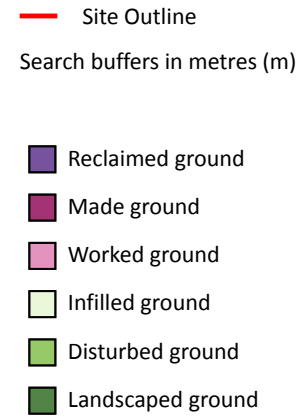 Site Outline
Search buffers in metres (m)
Reclaimed ground
Made ground
Worked ground
Infilled ground
Disturbed ground
Landscaped ground